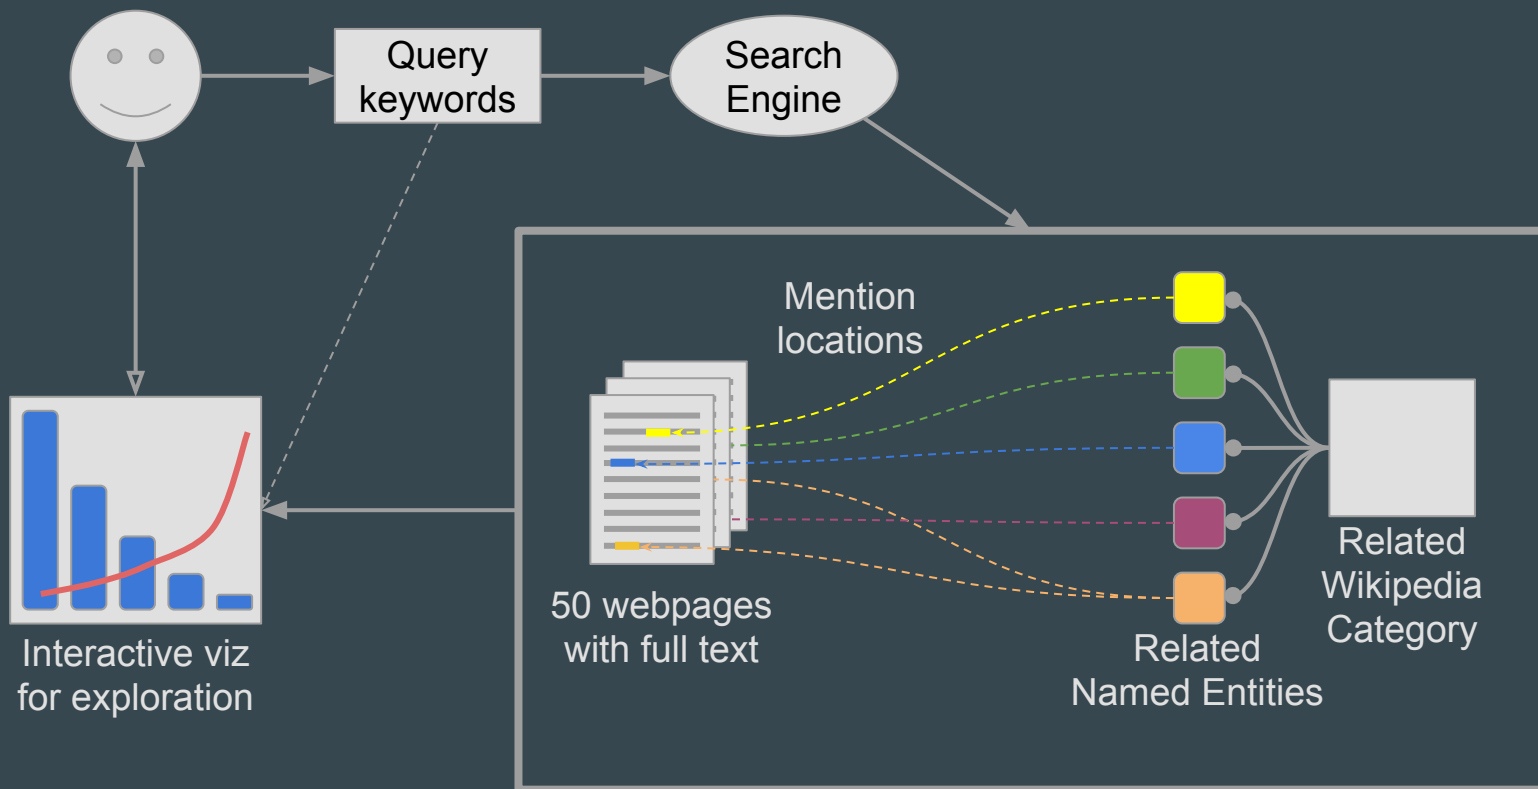 Query
keywords
Search
Engine
Mention
locations
50 webpages
with full text
Related
Named Entities
Related
Wikipedia
Category
Interactive viz
for exploration